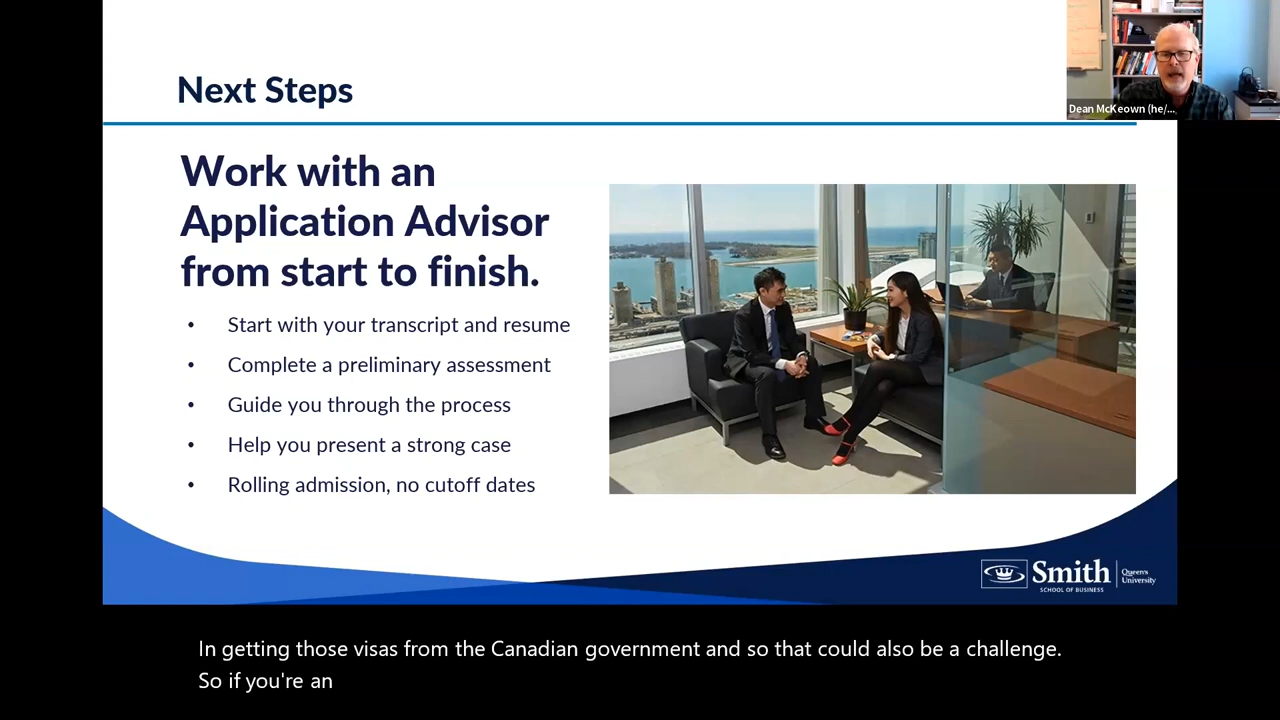 Next Steps
Dean McKeown (he/...
Work with an
Application Advisor
from start to finish.
• Start with your transcript and resume
• Complete a preliminary assessment
• Guide you through the process
• Help you present a strong case
• Rolling admission, no cutoff dates
Smith
SCHOOL OF BUSINESS
Queen's
University
In getting those visas from the Canadian government and so that could also be a challenge.
So if you're an